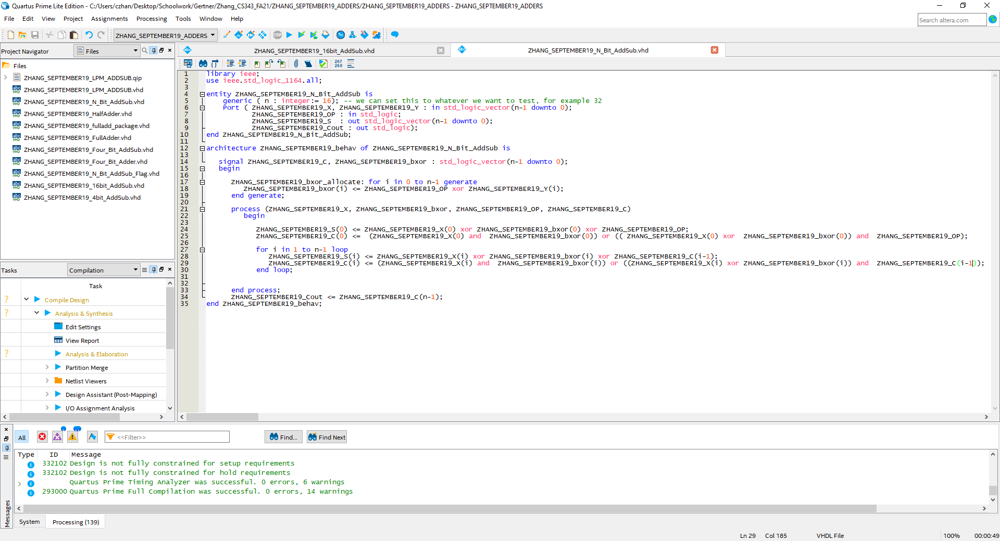 Quartus Prime Lite Edition - C:/Users/czhan/Desktop/Schoolwork/Gertner/Zhang_CS343_FA21/ZHANG_SEPTEMBER19_ADDERS/ZHANG_SEPTEMBER19_ADDERS - ZHANG_SEPTEMBER19_ADDERS
File Edit View Project Assignments Processing Tools Window Help
Search altera.com
ZHANG_SEPTEMBER19_ADDERS
STOP
Project Navigator Files
Files
ZHANG_SEPTEMBER19_LPM_ADDSUB.qip
ZHANG_SEPTEMBER19_LPM_ADDSUB.vhd
ZHANG_SEPTEMBER19_N_Bit_AddSub.vhd
ZHANG_SEPTEMBER19_HalfAdder.vhd
ZHANG_SEPTEMBER19_fulladd_package.vhd
ZHANG_SEPTEMBER19_FullAdder.vhd
ZHANG_SEPTEMBER19_Four_Bit_AddSub.vhd
ZHANG_SEPTEMBER19_Four_Bit_Adder.vhd
ZHANG_SEPTEMBER19_N_Bit_AddSub_Flag.vhd
ZHANG_SEPTEMBER19_16bit_AddSub.vhd
ZHANG_SEPTEMBER19_4bit_AddSub.vhd
Tasks Compilation
Task
Compile Design
Analysis & Synthesis
Edit Settings
View Report
Analysis & Elaboration
Partition Merge
Netlist Viewers
Design Assistant (Post-Mapping)
I/O Assignment Analysis
ZHANG_SEPTEMBER19_16bit_AddSub.vhd ZHANG_SEPTEMBER19_N_Bit_AddSub.vhd
267
268
1 library ieee;
2 use ieee.std_logic_1164.all;
3
4 entity ZHANG_SEPTEMBER19_N_Bit_AddSub is
5 generic ( n : integer:= 16); -- we can set this to whatever we want to test, for example 32
6 Port ( ZHANG_SEPTEMBER19_X, ZHANG_SEPTEMBER19_Y : in std_logic_vector(n-1 downto 0);
7 ZHANG_SEPTEMBER19_OP : in std_logic;
8 ZHANG_SEPTEMBER19_S : out std_logic_vector(n-1 downto 0);
9 ZHANG_SEPTEMBER19_Cout : out std_logic);
10 end ZHANG_SEPTEMBER19_N_Bit_AddSub;
11
12 architecture ZHANG_SEPTEMBER19_behav of ZHANG_SEPTEMBER19_N_Bit_AddSub is
13
14 signal ZHANG_SEPTEMBER19_C, ZHANG_SEPTEMBER19_bxor : std_logic_vector(n-1 downto 0);
15 begin
16
17 ZHANG_SEPTEMBER19_bxor_allocate: for i in 0 to n-1 generate
18 ZHANG_SEPTEMBER19_bxor(i) <= ZHANG_SEPTEMBER19_OP xor ZHANG_SEPTEMBER19_Y(i);
19 end generate;
20
21 process (ZHANG_SEPTEMBER19_X, ZHANG_SEPTEMBER19_bxor, ZHANG_SEPTEMBER19_OP, ZHANG_SEPTEMBER19_C)
22 begin
23
24 ZHANG_SEPTEMBER19_S(0) <= ZHANG_SEPTEMBER19_X(0) xor ZHANG_SEPTEMBER19_bxor(0) xor ZHANG_SEPTEMBER19_OP;
25 ZHANG_SEPTEMBER19_C(0) <= (ZHANG_SEPTEMBER19_X(0) and ZHANG_SEPTEMBER19_bxor(0)) or (( ZHANG_SEPTEMBER19_X(0) xor ZHANG_SEPTEMBER19_bxor(0)) and ZHANG_SEPTEMBER19_OP);
26
27 for i in 1 to n-1 loop
28 ZHANG_SEPTEMBER19_S(i) <= ZHANG_SEPTEMBER19_X(i) xor ZHANG_SEPTEMBER19_bxor(i) xor ZHANG_SEPTEMBER19_C(i-1);
29 ZHANG_SEPTEMBER19_C(i) <= (ZHANG_SEPTEMBER19_X(i) and ZHANG_SEPTEMBER19_bxor(i)) or ((ZHANG_SEPTEMBER19_X(i) xor ZHANG_SEPTEMBER19_bxor(i)) and ZHANG_SEPTEMBER19_C(i-1));
30 end loop;
31
32
33 end process;
34 ZHANG_SEPTEMBER19_Cout <= ZHANG_SEPTEMBER19_C(n-1);
35 end ZHANG_SEPTEMBER19_behav;
All <<Filter>> Find... Find Next
Type ID Message
332102 Design is not fully constrained for setup requirements
332102 Design is not fully constrained for hold requirements
Quartus Prime Timing Analyzer was successful. 0 errors, 6 warnings
293000 Quartus Prime Full Compilation was successful. 0 errors, 14 warnings
Messages
System Processing (139)
Ln 29 Col 185 VHDL File 100% 00:00:49